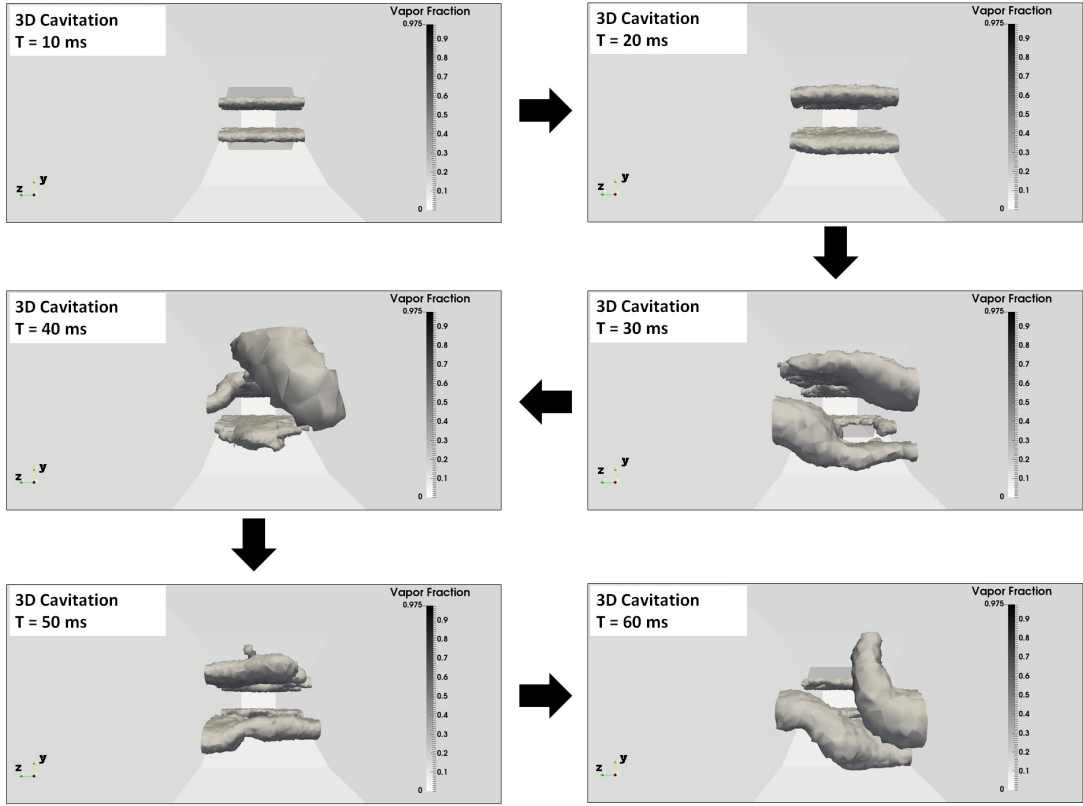 3D Cavitation
T = 10 ms
Vapor Fraction
0.975
0.9
0.8
0.7
0.6
0.5
0.4
0.3
0.2
0.1
0
z
y
3D Cavitation
T = 20 ms
Vapor Fraction
0.975
0.9
0.8
0.7
0.6
0.5
0.4
0.3
0.2
0.1
0
z
y
3D Cavitation
T = 40 ms
Vapor Fraction
0.975
0.9
0.8
0.7
0.6
0.5
0.4
0.3
0.2
0.1
0
z
y
3D Cavitation
T = 30 ms
Vapor Fraction
0.975
0.9
0.8
0.7
0.6
0.5
0.4
0.3
0.2
0.1
0
z
y
3D Cavitation
T = 50 ms
Vapor Fraction
0.975
0.9
0.8
0.7
0.6
0.5
0.4
0.3
0.2
0.1
0
z
y
3D Cavitation
T = 60 ms
Vapor Fraction
0.975
0.9
0.8
0.7
0.6
0.5
0.4
0.3
0.2
0.1
0
z
y